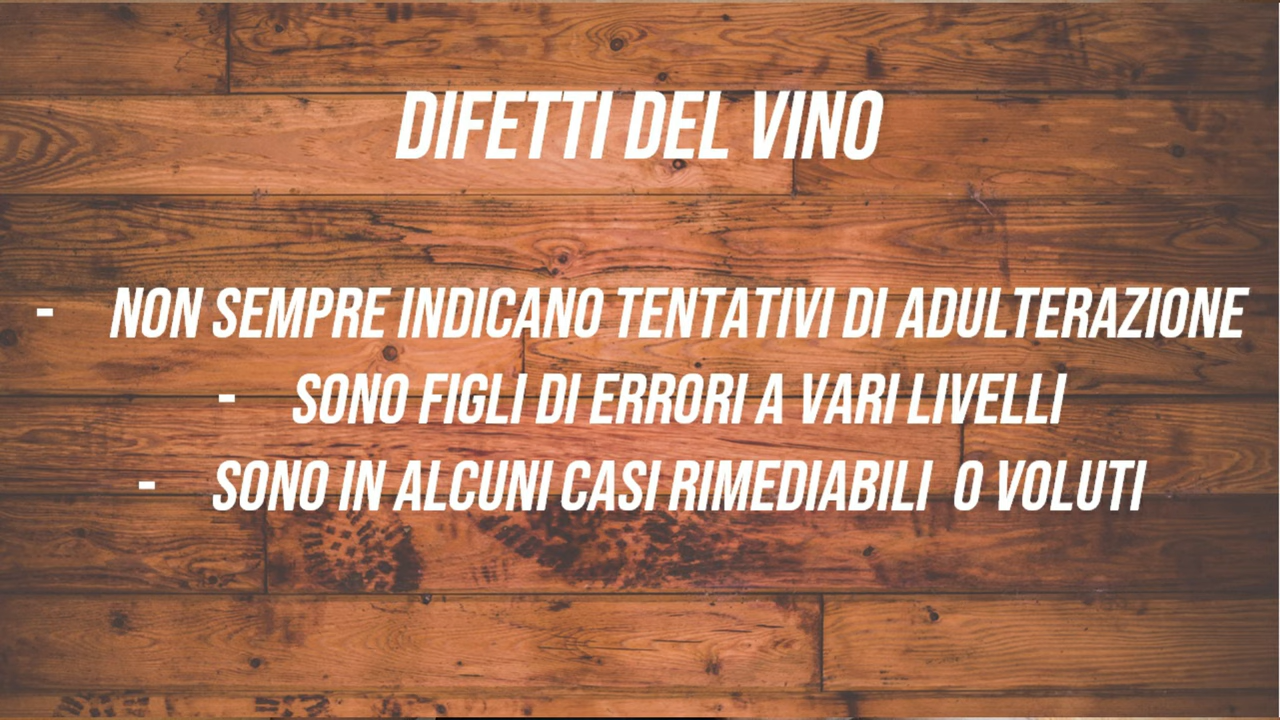 DIFETTI DEL VINO
- NON SEMPRE INDICANO TENTATIVI DI ADULTERAZIONE
- SONO FIGLI DI ERRORI A VARI LIVELLI
- SONO IN ALCUNI CASI RIMEDIABILI O VOLUTI